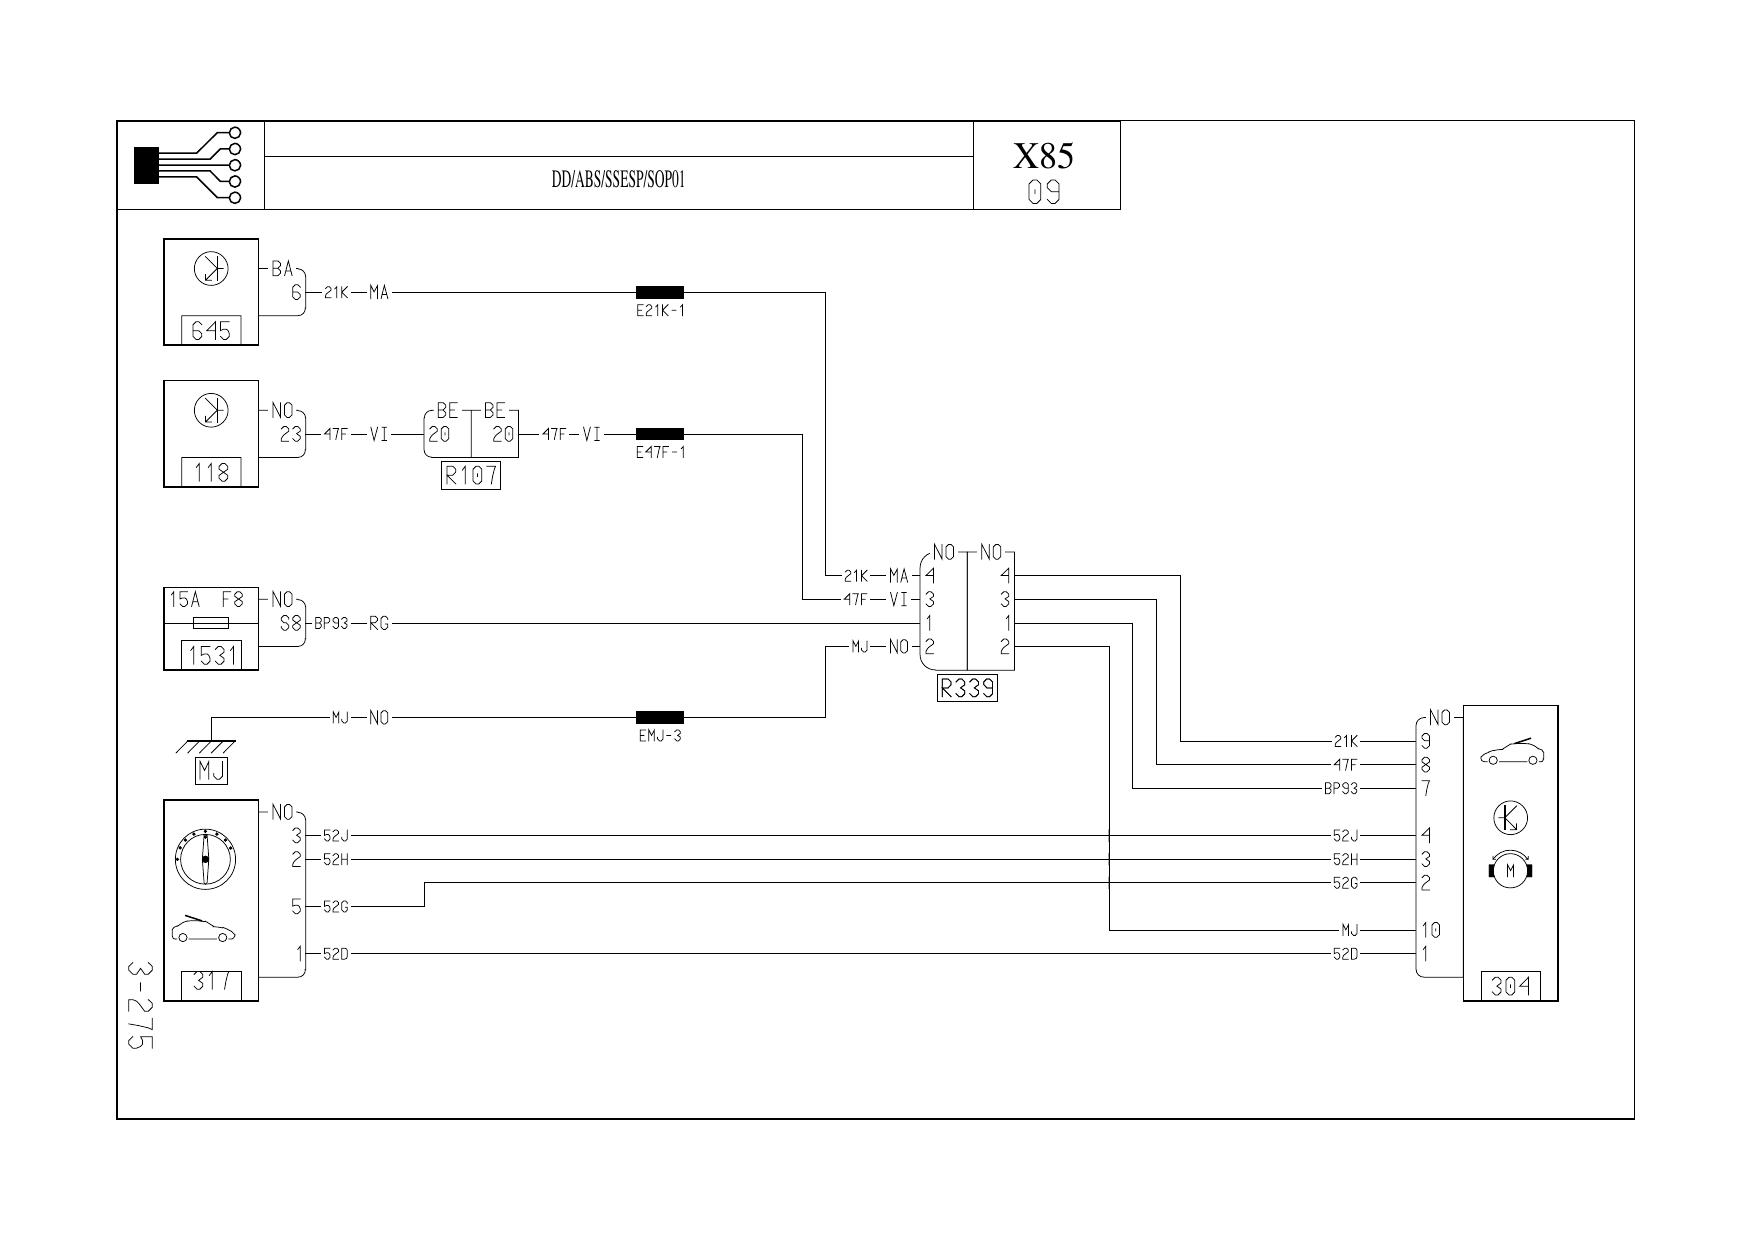 DD/ABS/SSESP/SOP01
X85
09
BA
6 21K MA
E21K-1
645
NO BE BE
23 47F VI 20 20 47F VI
E47F-1
118
R107
NO NO
21K MA 4 4
15A F8 NO
47F VI 3 3
S8 BP93 RG 1 1
MJ NO 2 2
1531
R339
MJ NO
EMJ-3
NO
21K 9
MJ
47F 8
BP93 7
NO
3 52J 52J 4
2 52H 52H 3
52G 2
5 52G
M
MJ 10
1 52D 52D 1
317
304
3-275